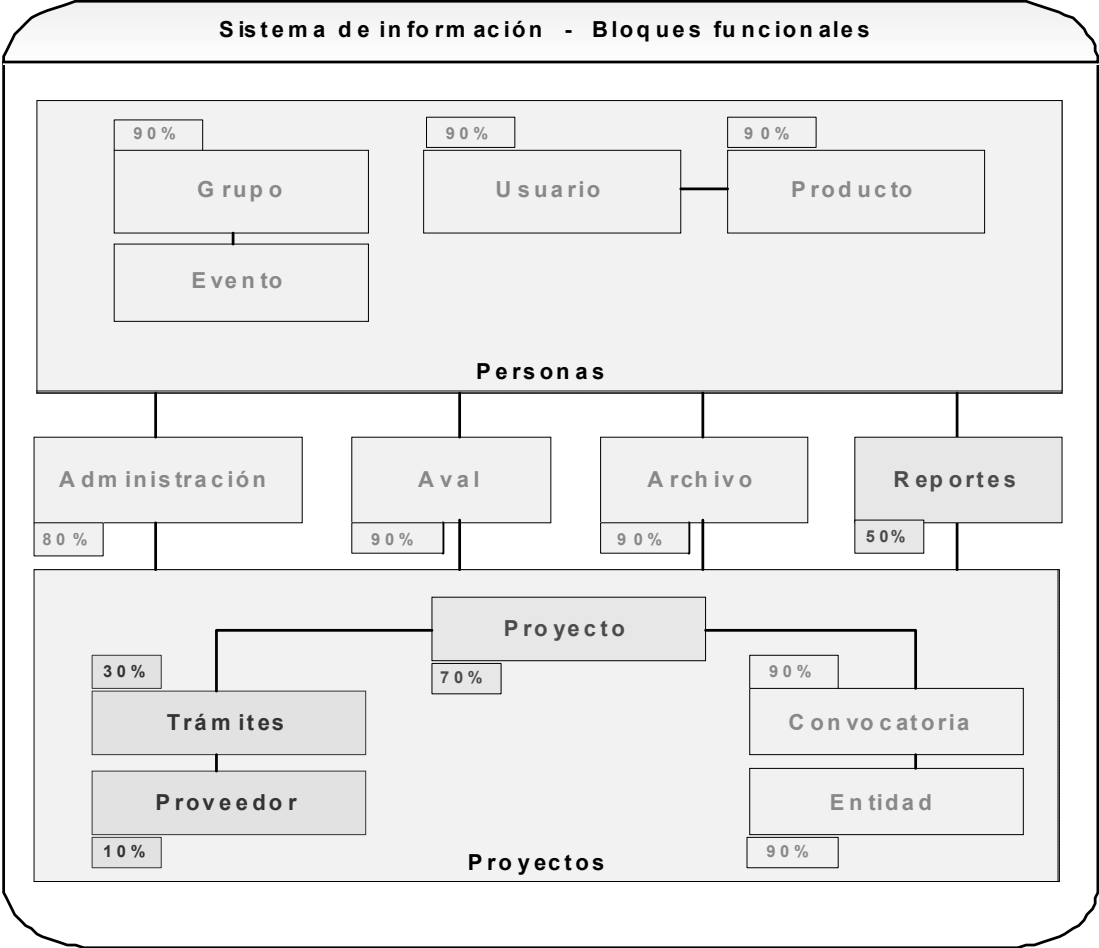 Sistema de información - Bloques funcionales
90%
90%
90%
Grupo
Usuario
Producto
Evento
Personas
Administración
Aval
Archivo
Reportes
80%
90%
90%
50%
Proyecto
30%
70%
90%
Trámites
Convocatoria
Proveedor
Entidad
10%
90%
Proyectos